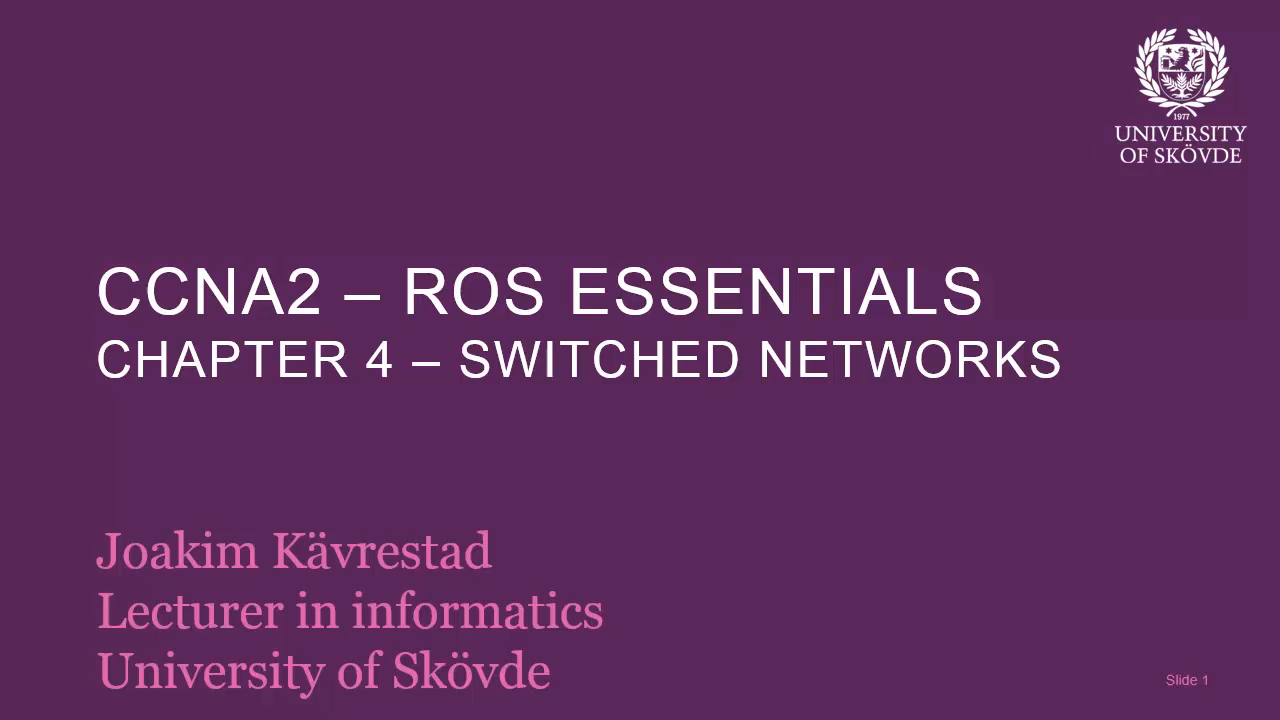 1977
UNIVERSITY
OF SKÖVDE
CCNA2 – ROS ESSENTIALS
CHAPTER 4 – SWITCHED NETWORKS
Joakim Kävrestad
Lecturer in informatics
University of Skövde
Slide 1